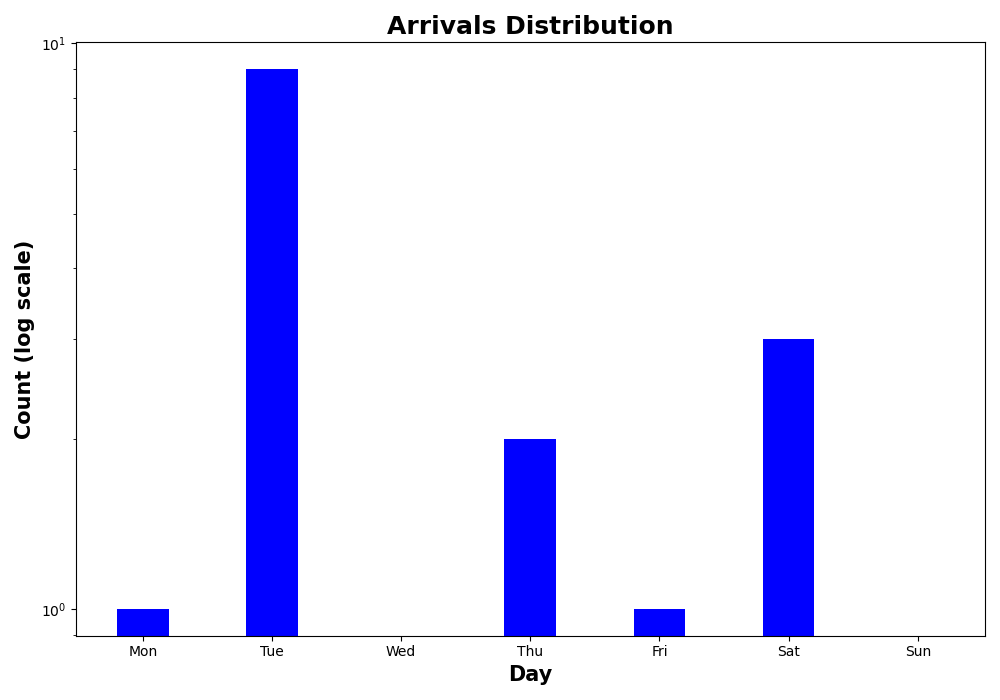 Arrivals Distribution
Count (log scale)
10¹
10⁰
Mon Tue Wed Thu Fri Sat Sun
Day